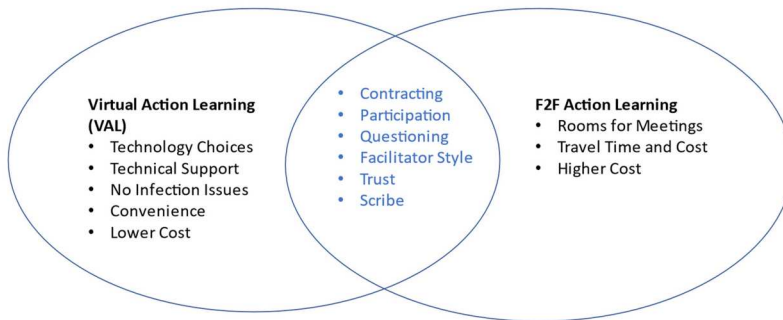 Virtual Action Learning
(VAL)
• Technology Choices
• Technical Support
• No Infection Issues
• Convenience
• Lower Cost
• Contracting
• Participation
• Questioning
• Facilitator Style
• Trust
• Scribe
F2F Action Learning
• Rooms for Meetings
• Travel Time and Cost
• Higher Cost